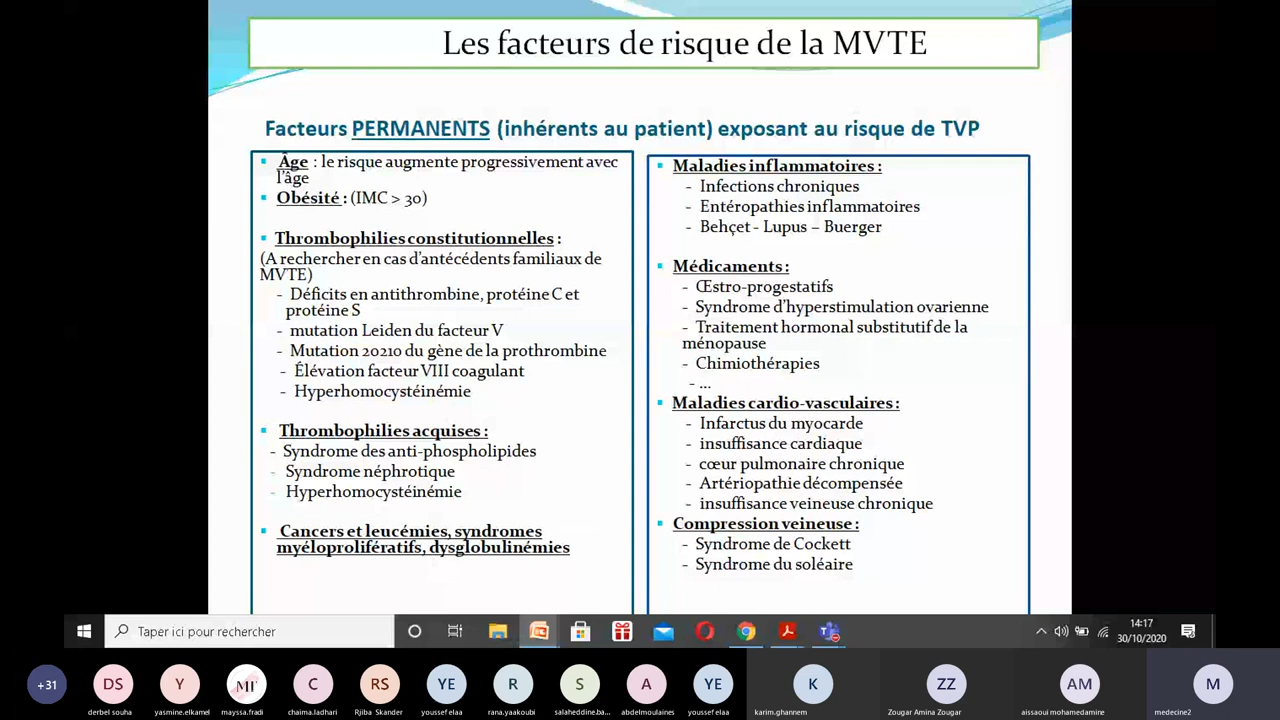 Les facteurs de risque de la MVTE
Facteurs PERMANENTS (inhérents au patient) exposant au risque de TVP
Âge : le risque augmente progressivement avec
l'âge
Obésité : (IMC > 30)
Thrombophilies constitutionnelles :
(A rechercher en cas d'antécédents familiaux de
MVTE)
- Déficits en antithrombine, protéine C et
protéine S
- mutation Leiden du facteur V
- Mutation 20210 du gène de la prothrombine
- Élévation facteur VIII coagulant
- Hyperhomocystéinémie
Thrombophilies acquises :
- Syndrome des anti-phospholipides
- Syndrome néphrotique
- Hyperhomocystéinémie
Cancers et leucémies, syndromes
myéloprolifératifs, dysglobulinémies
Maladies inflammatoires :
- Infections chroniques
- Entéropathies inflammatoires
- Behçet - Lupus – Buerger
Médicaments :
- Œstro-progestatifs
- Syndrome d'hyperstimulation ovarienne
- Traitement hormonal substitutif de la
ménopause
- Chimiothérapies
- ...
Maladies cardio-vasculaires :
- Infarctus du myocarde
- insuffisance cardiaque
- cœur pulmonaire chronique
- Artériopathie décompensée
- insuffisance veineuse chronique
Compression veineuse :
- Syndrome de Cockett
- Syndrome du soléaire
Taper ici pour rechercher
14:17
30/10/2020
+31
DS
Y
MF
C
RS
YE
R
S
A
YE
K
ZZ
AM
M
derbel souha
yasmine.elkamel
mayssa.fradi
chaima.ladhari
Rjiba Skander
youssef elaa
rana.yaakoubi
salaheddine.ba...
abdelmoulaines
youssef elaa
karim.ghannem
Zougar Amina Zougar
aissaoui mohamedamine
medecine2